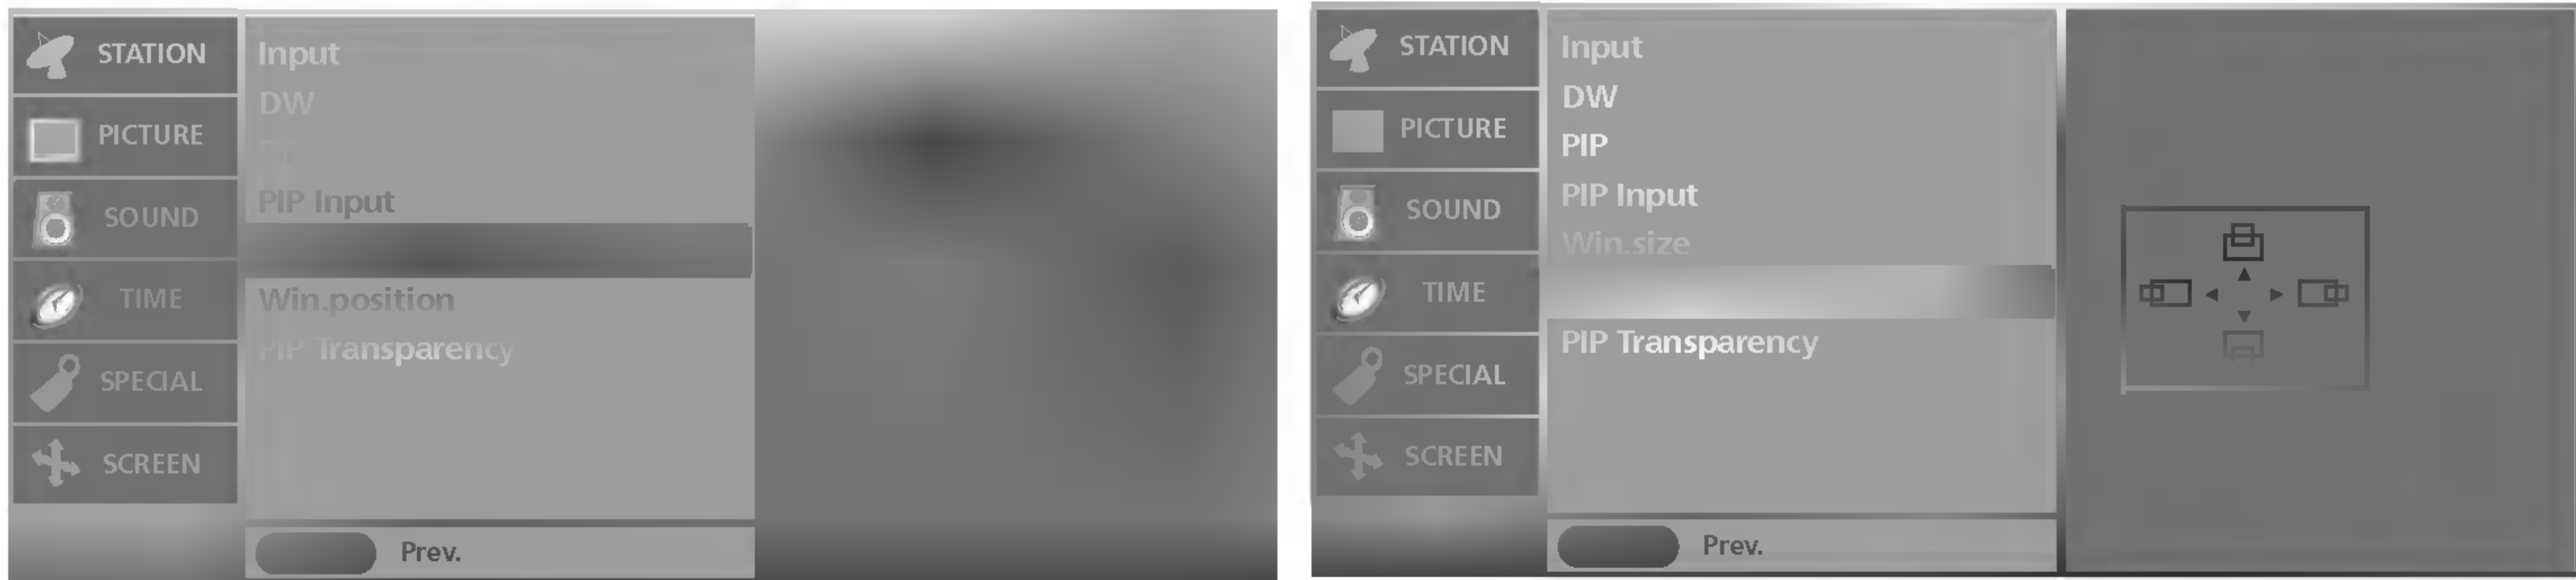 STATION
PICTURE
SOUND
TIME
SPECIAL
SCREEN
Input
DW
PIP
PIP Input
Win.position
PIP Transparency
Prev.
STATION
PICTURE
SOUND
TIME
SPECIAL
SCREEN
Input
DW
PIP
PIP Input
Win.size
PIP Transparency
Prev.